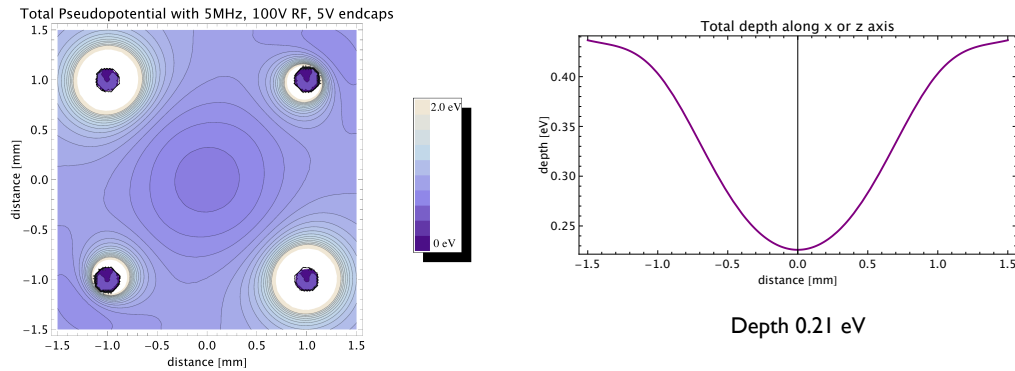 Total Pseudopotential with 5MHz, 100V RF, 5V endcaps
1.5
1.0
0.5
0.0
-0.5
-1.0
-1.5
distance [mm]
-1.5 -1.0 -0.5 0.0 0.5 1.0 1.5
distance [mm]
2.0 eV
0 eV
Total depth along x or z axis
0.40
0.35
0.30
0.25
depth [eV]
-1.5 -1.0 -0.5 0.0 0.5 1.0 1.5
distance [mm]
Depth 0.21 eV